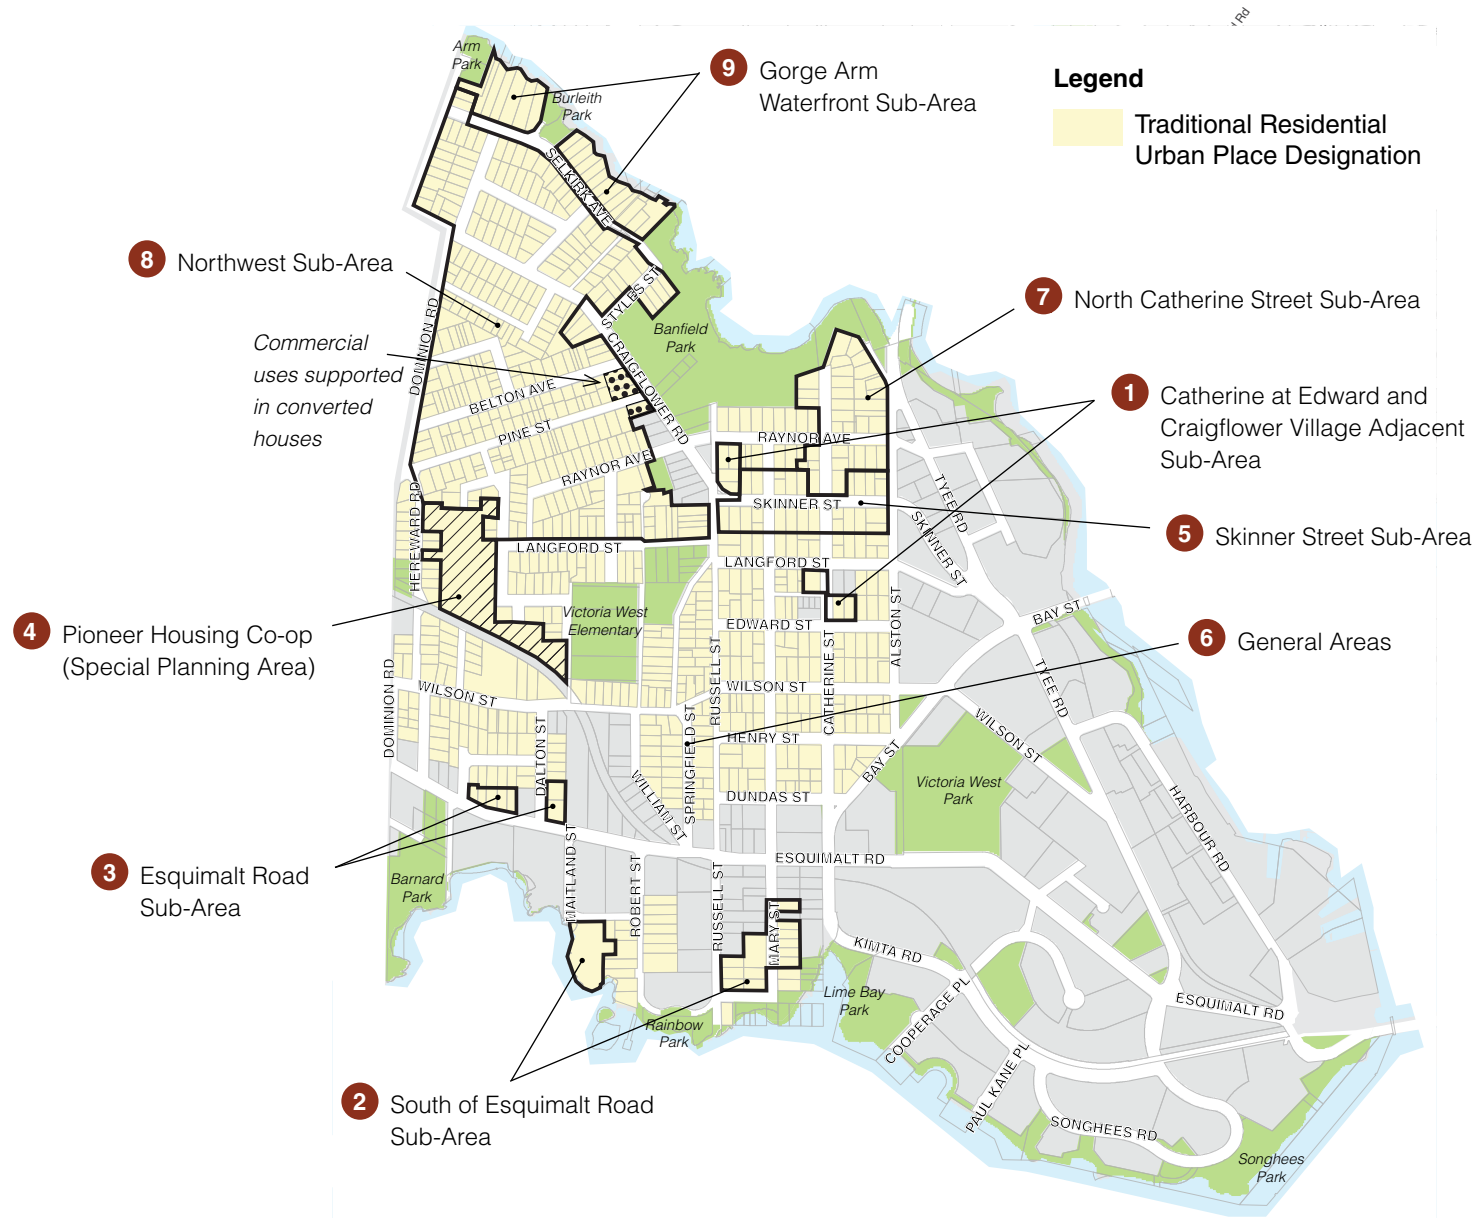 Rd
Arm
Park
9
Gorge Arm
Waterfront Sub-Area
Legend
Traditional Residential
Urban Place Designation
Burleith
Park
SELKIRK AVE
8
Northwest Sub-Area
STYLES ST
7
North Catherine Street Sub-Area
Banfield
Park
Commercial
uses supported
in converted
houses
DOMINION RD
CRAIGFLOWER RD
BELTON AVE
PINE ST
RAYNOR AVE
RAYNOR AVE
1
Catherine at Edward and
Craigflower Village Adjacent
Sub-Area
SKINNER ST
TYEE RD
SKINNER ST
5
Skinner Street Sub-Area
HEREWARD RD
LANGFORD ST
LANGFORD ST
Victoria West
Elementary
EDWARD ST
ALSTON ST
BAY ST
4
Pioneer Housing Co-op
(Special Planning Area)
6
General Areas
DOMINION RD
WILSON ST
RUSSELL ST
WILSON ST
CATHERINE ST
TYEE RD
WILSON ST
DALTON ST
SPRINGFIELD ST
HENRY ST
BAY ST
WILLIAM ST
DUNDAS ST
Victoria West
Park
HARBOUR RD
3
Esquimalt Road
Sub-Area
Barnard
Park
MAITLAND ST
ROBERT ST
RUSSELL ST
ESQUIMALT RD
MARY ST
KIMTA RD
Lime Bay
Park
COOPERAGE PL
ESQUIMALT RD
Rainbow
Park
PAUL KANE PL
SONGHEES RD
2
South of Esquimalt Road
Sub-Area
Songhees
Park